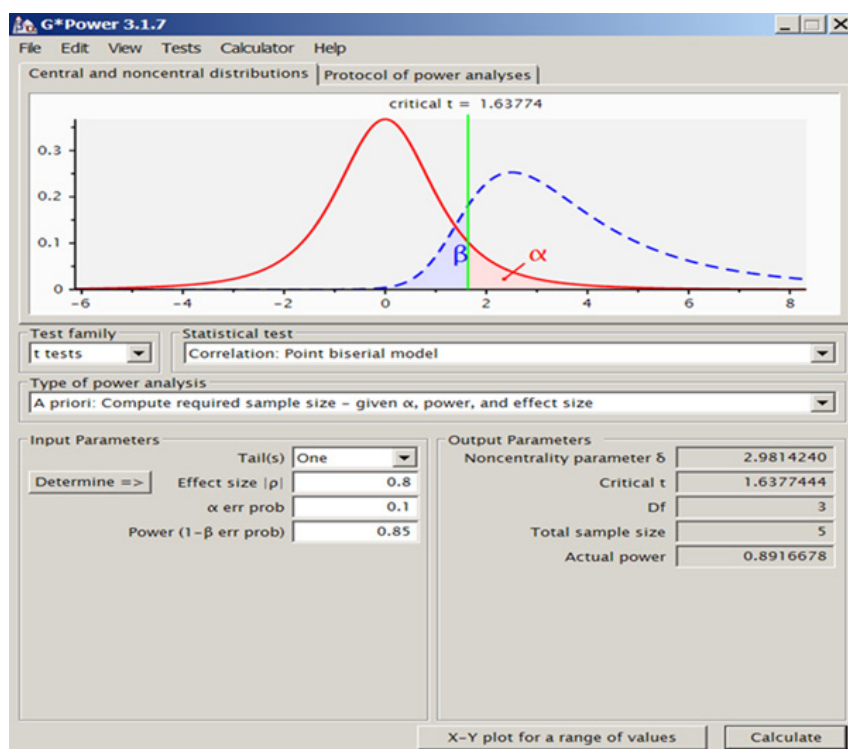 G*Power 3.1.7
File Edit View Tests Calculator Help
Central and noncentral distributions Protocol of power analyses
critical t = 1.63774
0.3
0.2
0.1
0
β
α
-6 -4 -2 0 2 4 6 8
Test family Statistical test
t tests Correlation: Point biserial model
Type of power analysis
A priori: Compute required sample size - given α, power, and effect size
Input Parameters
Tail(s) One
Determine => Effect size |ρ| 0.8
α err prob 0.1
Power (1-β err prob) 0.85
Output Parameters
Noncentrality parameter δ 2.9814240
Critical t 1.6377444
Df 3
Total sample size 5
Actual power 0.8916678
X-Y plot for a range of values Calculate